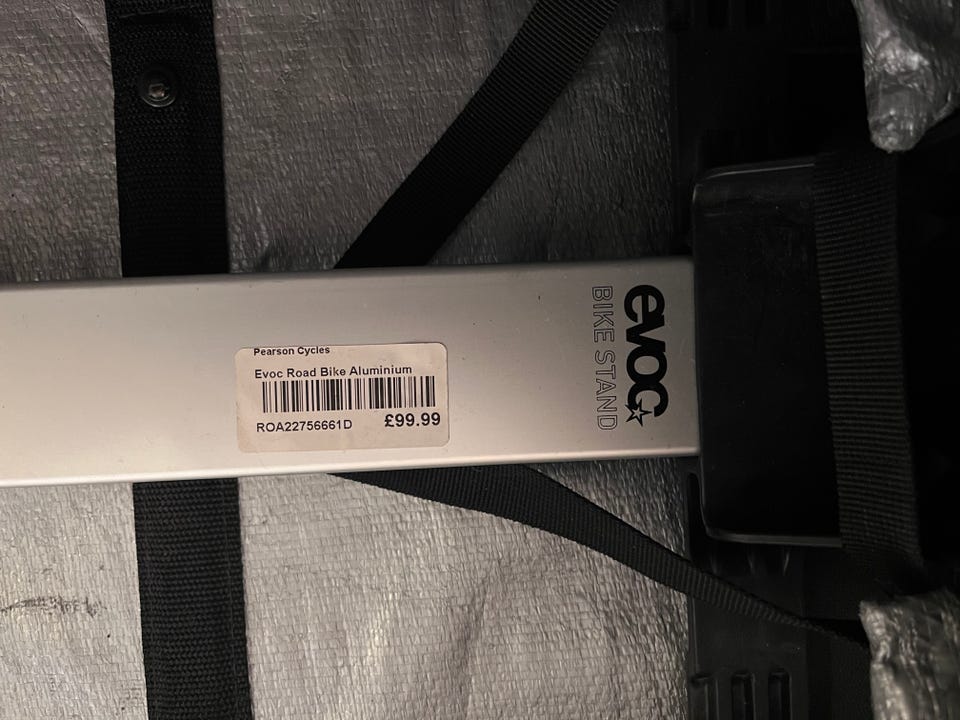 Pearson Cycles
Evoc Road Bike Aluminium
ROA22756661D £99.99
evoc
BIKE STAND